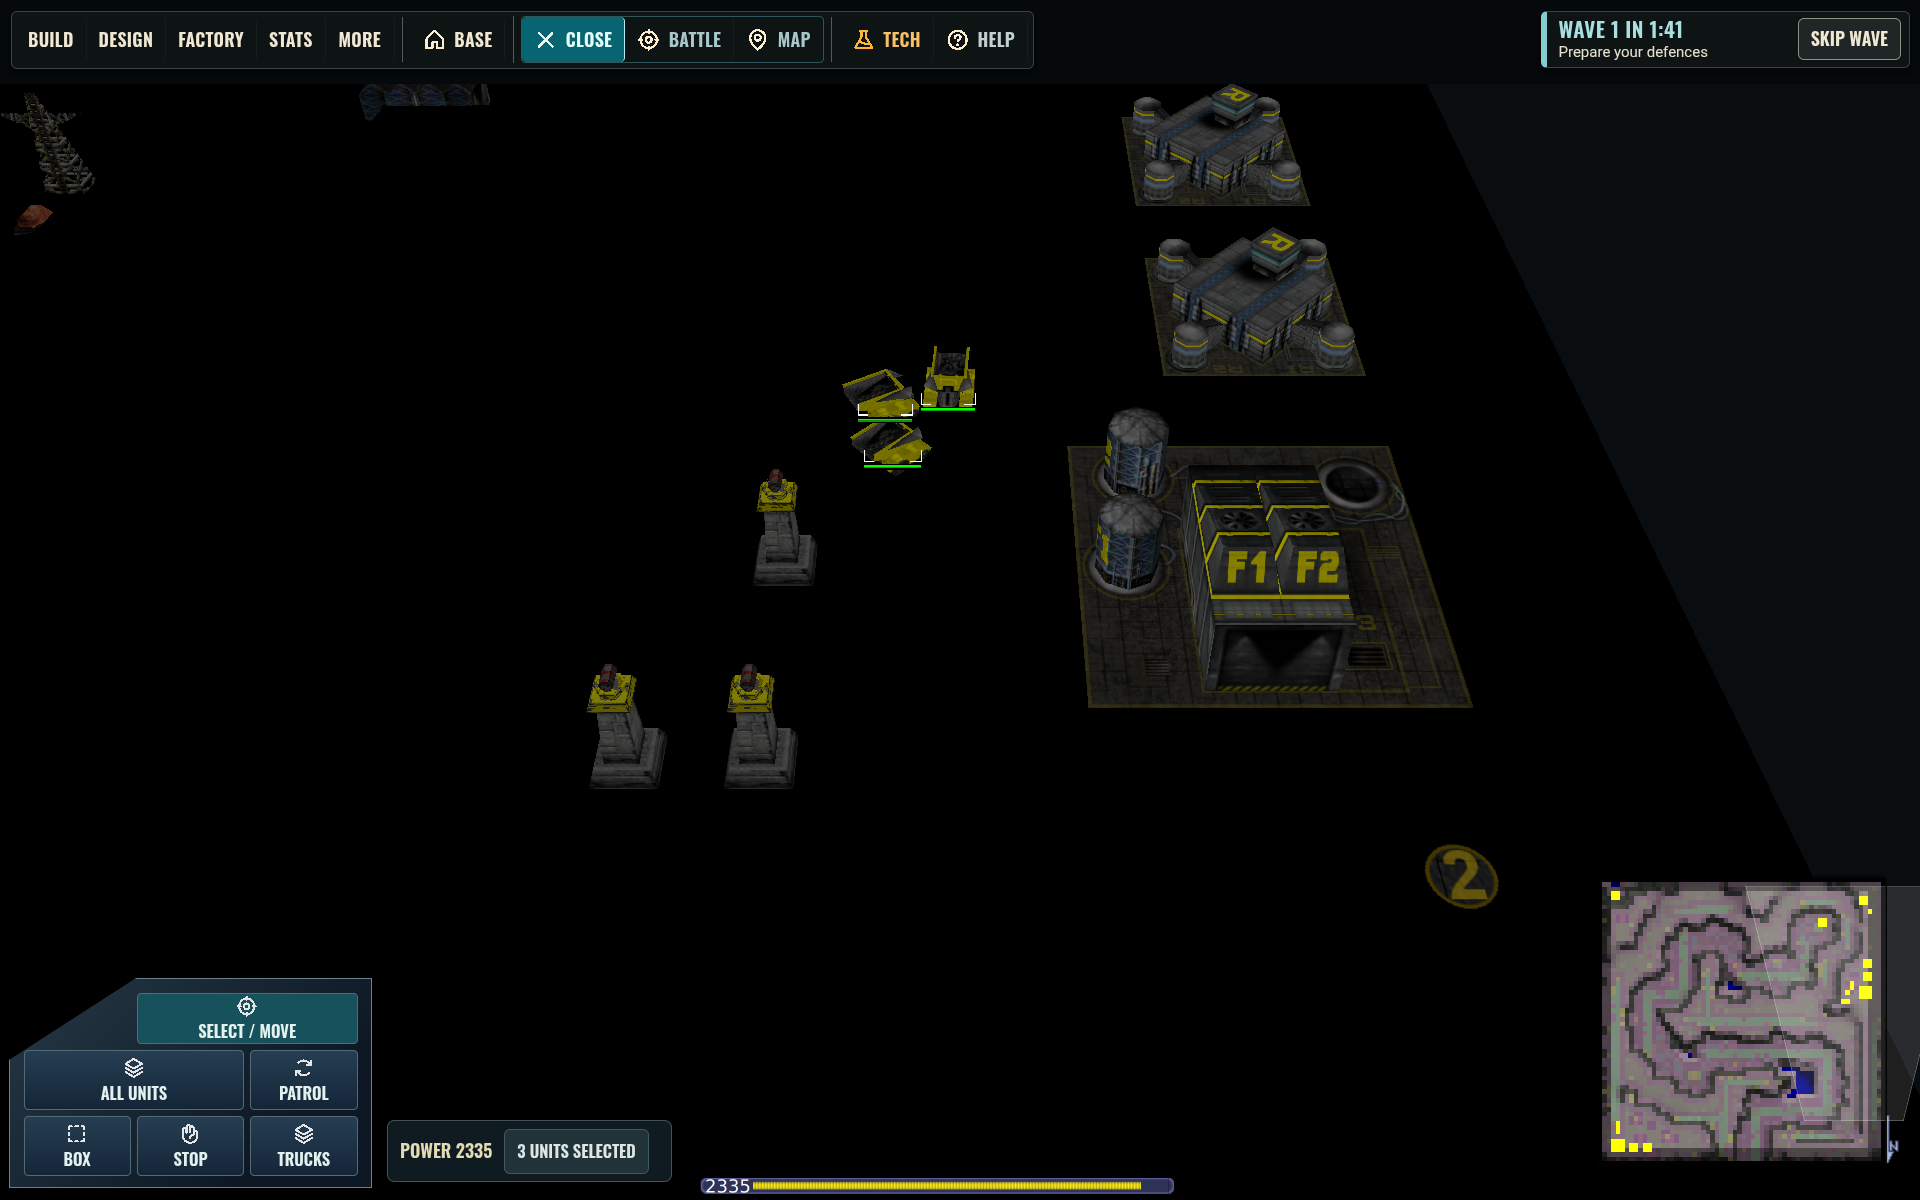 BUILD DESIGN FACTORY STATS MORE BASE CLOSE BATTLE MAP TECH HELP
WAVE 1 IN 1:41
Prepare your defences
SKIP WAVE
R
R
F1 F2
3
1
2
SELECT / MOVE
ALL UNITS PATROL
BOX STOP TRUCKS
POWER 2335 3 UNITS SELECTED
2335
N